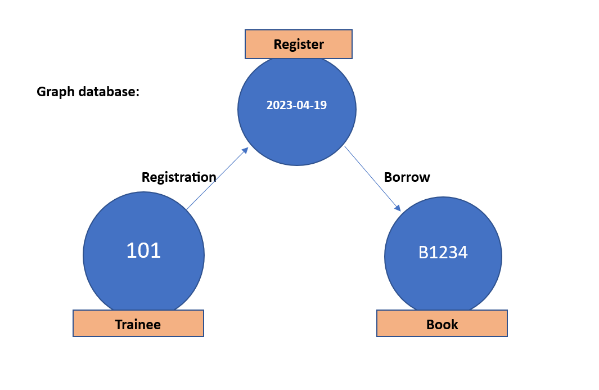 Register
2023-04-19
Graph database:
Registration
Borrow
101
B1234
Trainee
Book